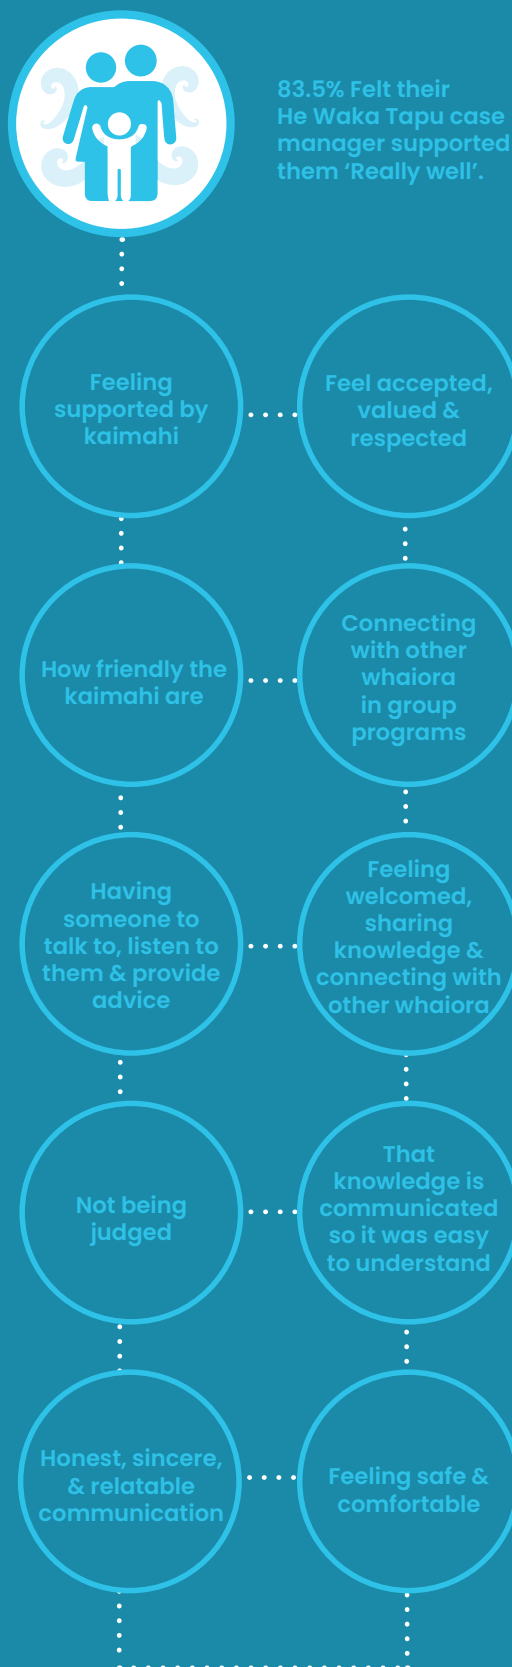 83.5% Felt their
He Waka Tapu case
manager supported
them ‘Really well’.
Feeling
supported by
kaimahi
Feel accepted,
valued &
respected
How friendly the
kaimahi are
Connecting
with other
whaiora
in group
programs
Having
someone to
talk to, listen to
them & provide
advice
Feeling
welcomed,
sharing
knowledge &
connecting with
other whaiora
Not being
judged
That
knowledge is
communicated
so it was easy
to understand
Honest, sincere,
& relatable
communication
Feeling safe &
comfortable